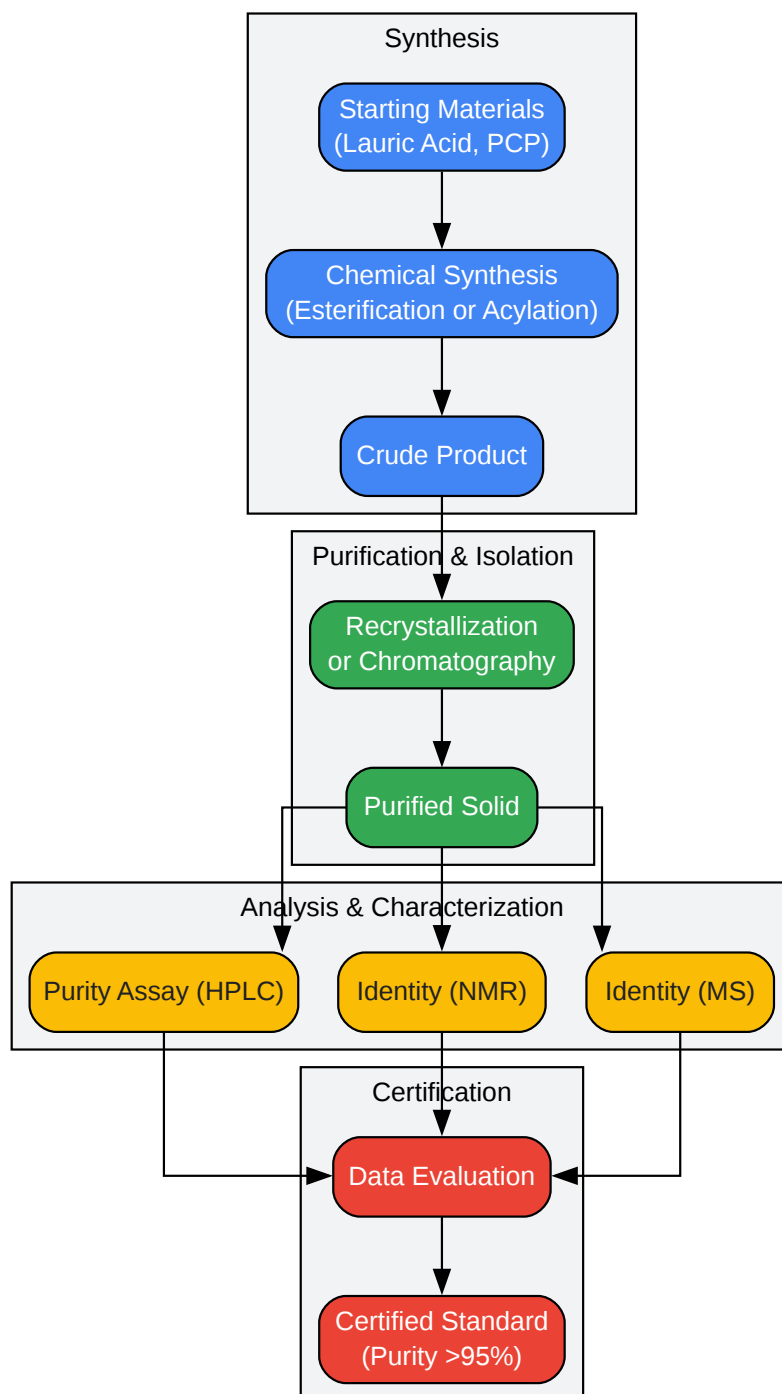 Synthesis
Starting Materials
(Lauric Acid, PCP)
Chemical Synthesis
(Esterification or Acylation)
Crude Product
Purification & Isolation
Recrystallization
or Chromatography
Purified Solid
Analysis & Characterization
Purity Assay (HPLC)
Identity (NMR)
Identity (MS)
Certification
Data Evaluation
Certified Standard
(Purity >95%)